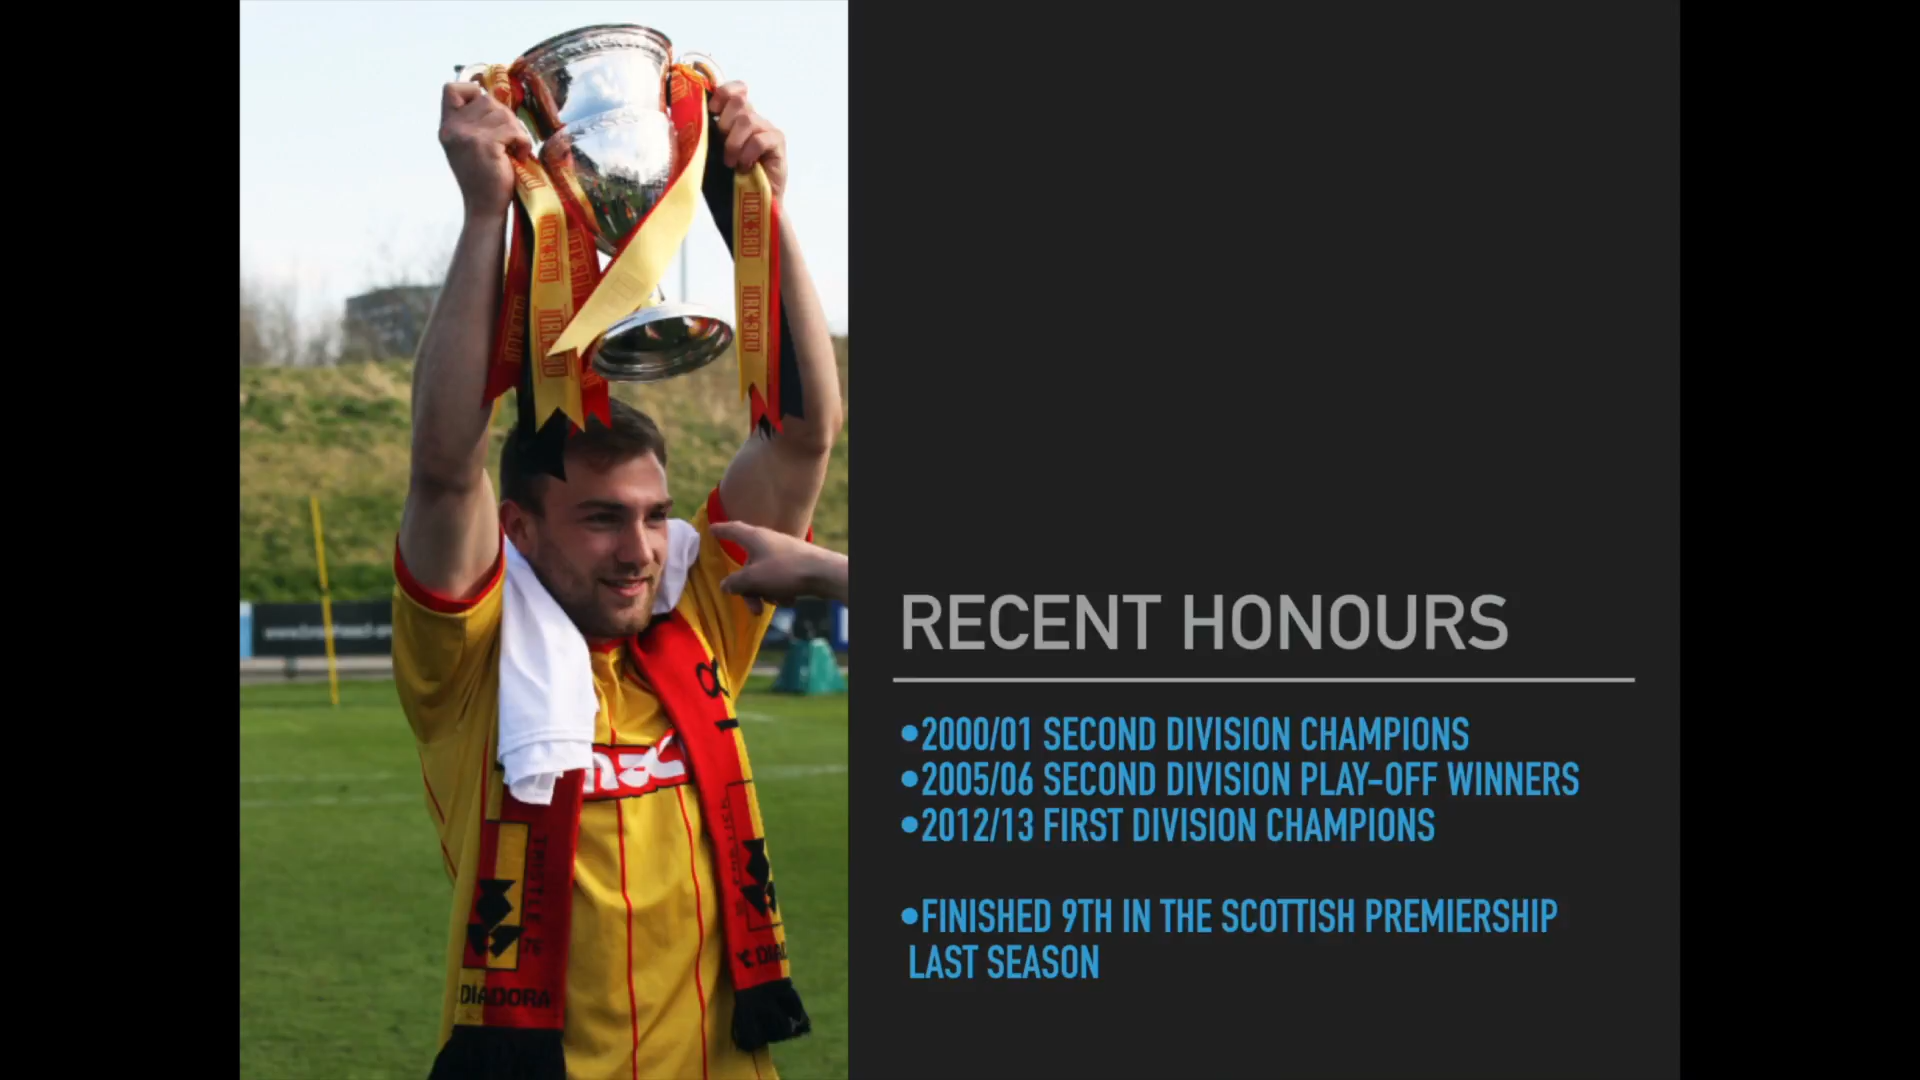 RECENT HONOURS
•2000/01 SECOND DIVISION CHAMPIONS
•2005/06 SECOND DIVISION PLAY-OFF WINNERS
•2012/13 FIRST DIVISION CHAMPIONS
•FINISHED 9TH IN THE SCOTTISH PREMIERSHIP
LAST SEASON
DIADORA